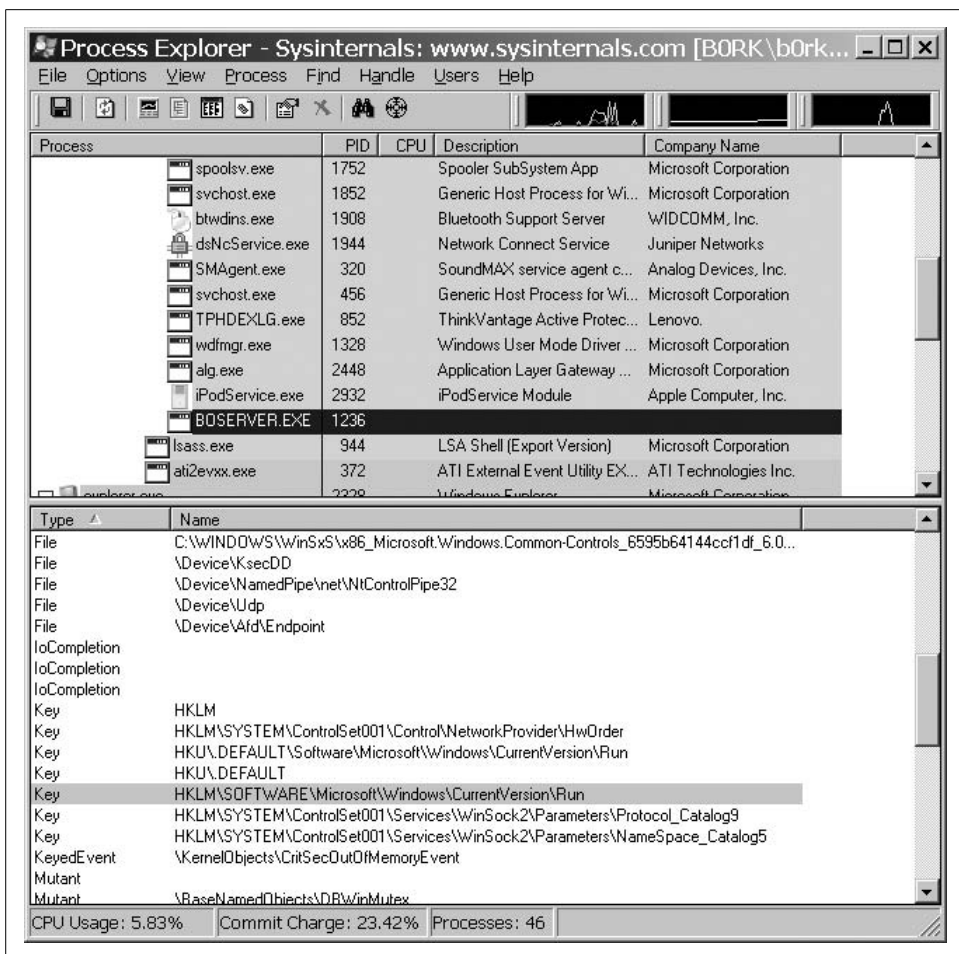 Process Explorer - Sysinternals: www.sysinternals.com [B0RK\b0rk...
File Options View Process Find Handle Users Help
Process PID CPU Description Company Name
spoolsv.exe 1752 Spooler SubSystem App Microsoft Corporation
svchost.exe 1852 Generic Host Process for Wi... Microsoft Corporation
btwdins.exe 1908 Bluetooth Support Server WIDCOMM, Inc.
dsNcService.exe 1944 Network Connect Service Juniper Networks
SMAgent.exe 320 SoundMAX service agent c... Analog Devices, Inc.
svchost.exe 456 Generic Host Process for Wi... Microsoft Corporation
TPHDEXLG.exe 852 ThinkVantage Active Protec... Lenovo.
wdfmgr.exe 1328 Windows User Mode Driver ... Microsoft Corporation
alg.exe 2448 Application Layer Gateway ... Microsoft Corporation
iPodService.exe 2932 iPodService Module Apple Computer, Inc.
BOSERVER.EXE 1236
lsass.exe 944 LSA Shell (Export Version) Microsoft Corporation
ati2evxx.exe 372 ATI External Event Utility EX... ATI Technologies Inc.
explorer.exe 2328 Windows Explorer Microsoft Corporation
Type Name
File C:\WINDOWS\WinSxS\x86_Microsoft.Windows.Common-Controls_6595b64144ccf1df_6.0...
File \Device\KsecDD
File \Device\NamedPipe\net\NtControlPipe32
File \Device\Udp
File \Device\Afd\Endpoint
IoCompletion
IoCompletion
IoCompletion
Key HKLM
Key HKLM\SYSTEM\ControlSet001\Control\NetworkProvider\HwOrder
Key HKU\.DEFAULT\Software\Microsoft\Windows\CurrentVersion\Run
Key HKU\.DEFAULT
Key HKLM\SOFTWARE\Microsoft\Windows\CurrentVersion\Run
Key HKLM\SYSTEM\ControlSet001\Services\WinSock2\Parameters\Protocol_Catalog9
Key HKLM\SYSTEM\ControlSet001\Services\WinSock2\Parameters\NameSpace_Catalog5
KeyedEvent \KernelObjects\CritSecOutOfMemoryEvent
Mutant
Mutant \BaseNamedObjects\DBWinMutex
CPU Usage: 5.83% Commit Charge: 23.42% Processes: 46